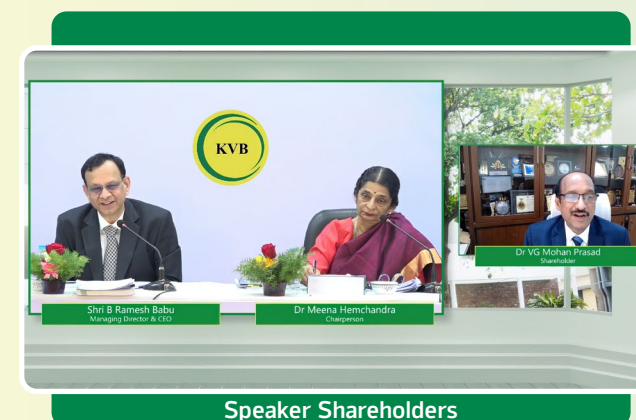 KVB
Dr VG Mohan Prasad
Shareholder
Shri B Ramesh Babu
Managing Director & CEO
Dr Meena Hemchandra
Chairperson
Speaker Shareholders